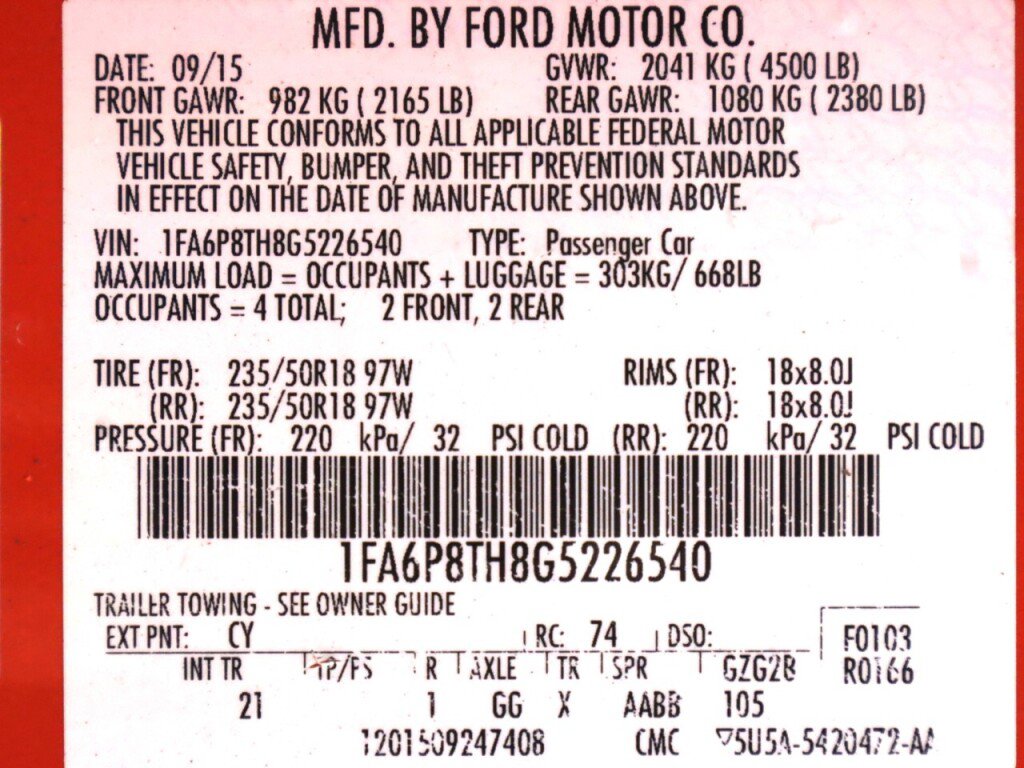 MFD. BY FORD MOTOR CO.
DATE: 09/15 GVWR: 2041 KG ( 4500 LB)
FRONT GAWR: 982 KG ( 2165 LB) REAR GAWR: 1080 KG ( 2380 LB)
THIS VEHICLE CONFORMS TO ALL APPLICABLE FEDERAL MOTOR
VEHICLE SAFETY, BUMPER, AND THEFT PREVENTION STANDARDS
IN EFFECT ON THE DATE OF MANUFACTURE SHOWN ABOVE.
VIN: 1FA6P8TH8G5226540 TYPE: Passenger Car
MAXIMUM LOAD = OCCUPANTS + LUGGAGE = 303KG/ 668LB
OCCUPANTS = 4 TOTAL; 2 FRONT, 2 REAR
TIRE (FR): 235/50R18 97W RIMS (FR): 18x8.0J
(RR): 235/50R18 97W (RR): 18x8.0J
PRESSURE (FR): 220 kPa/ 32 PSI COLD (RR): 220 kPa/ 32 PSI COLD
1FA6P8TH8G5226540
TRAILER TOWING - SEE OWNER GUIDE
EXT PNT: CY RC: 74 DSO: F0103
INT TR TP/PS R AXLE TR SPR GZG2B R0166
21 1 GG X AABB 105
1201509247408 CMC ▽5U5A-5420472-AA